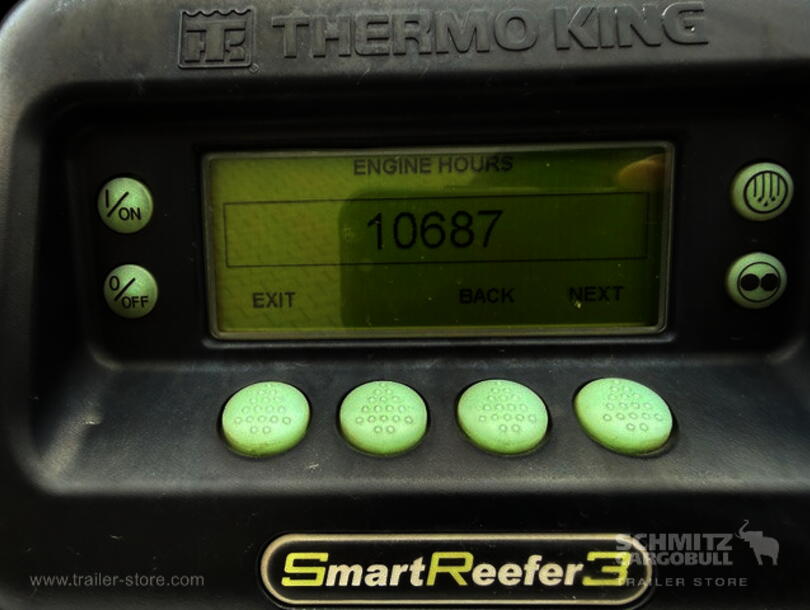 TK THERMO KING
ENGINE HOURS
I/ON
10687
O/OFF
EXIT BACK NEXT
SmartReefer3
SCHMITZ
CARGOBULL
TRAILER STORE
www.trailer-store.com